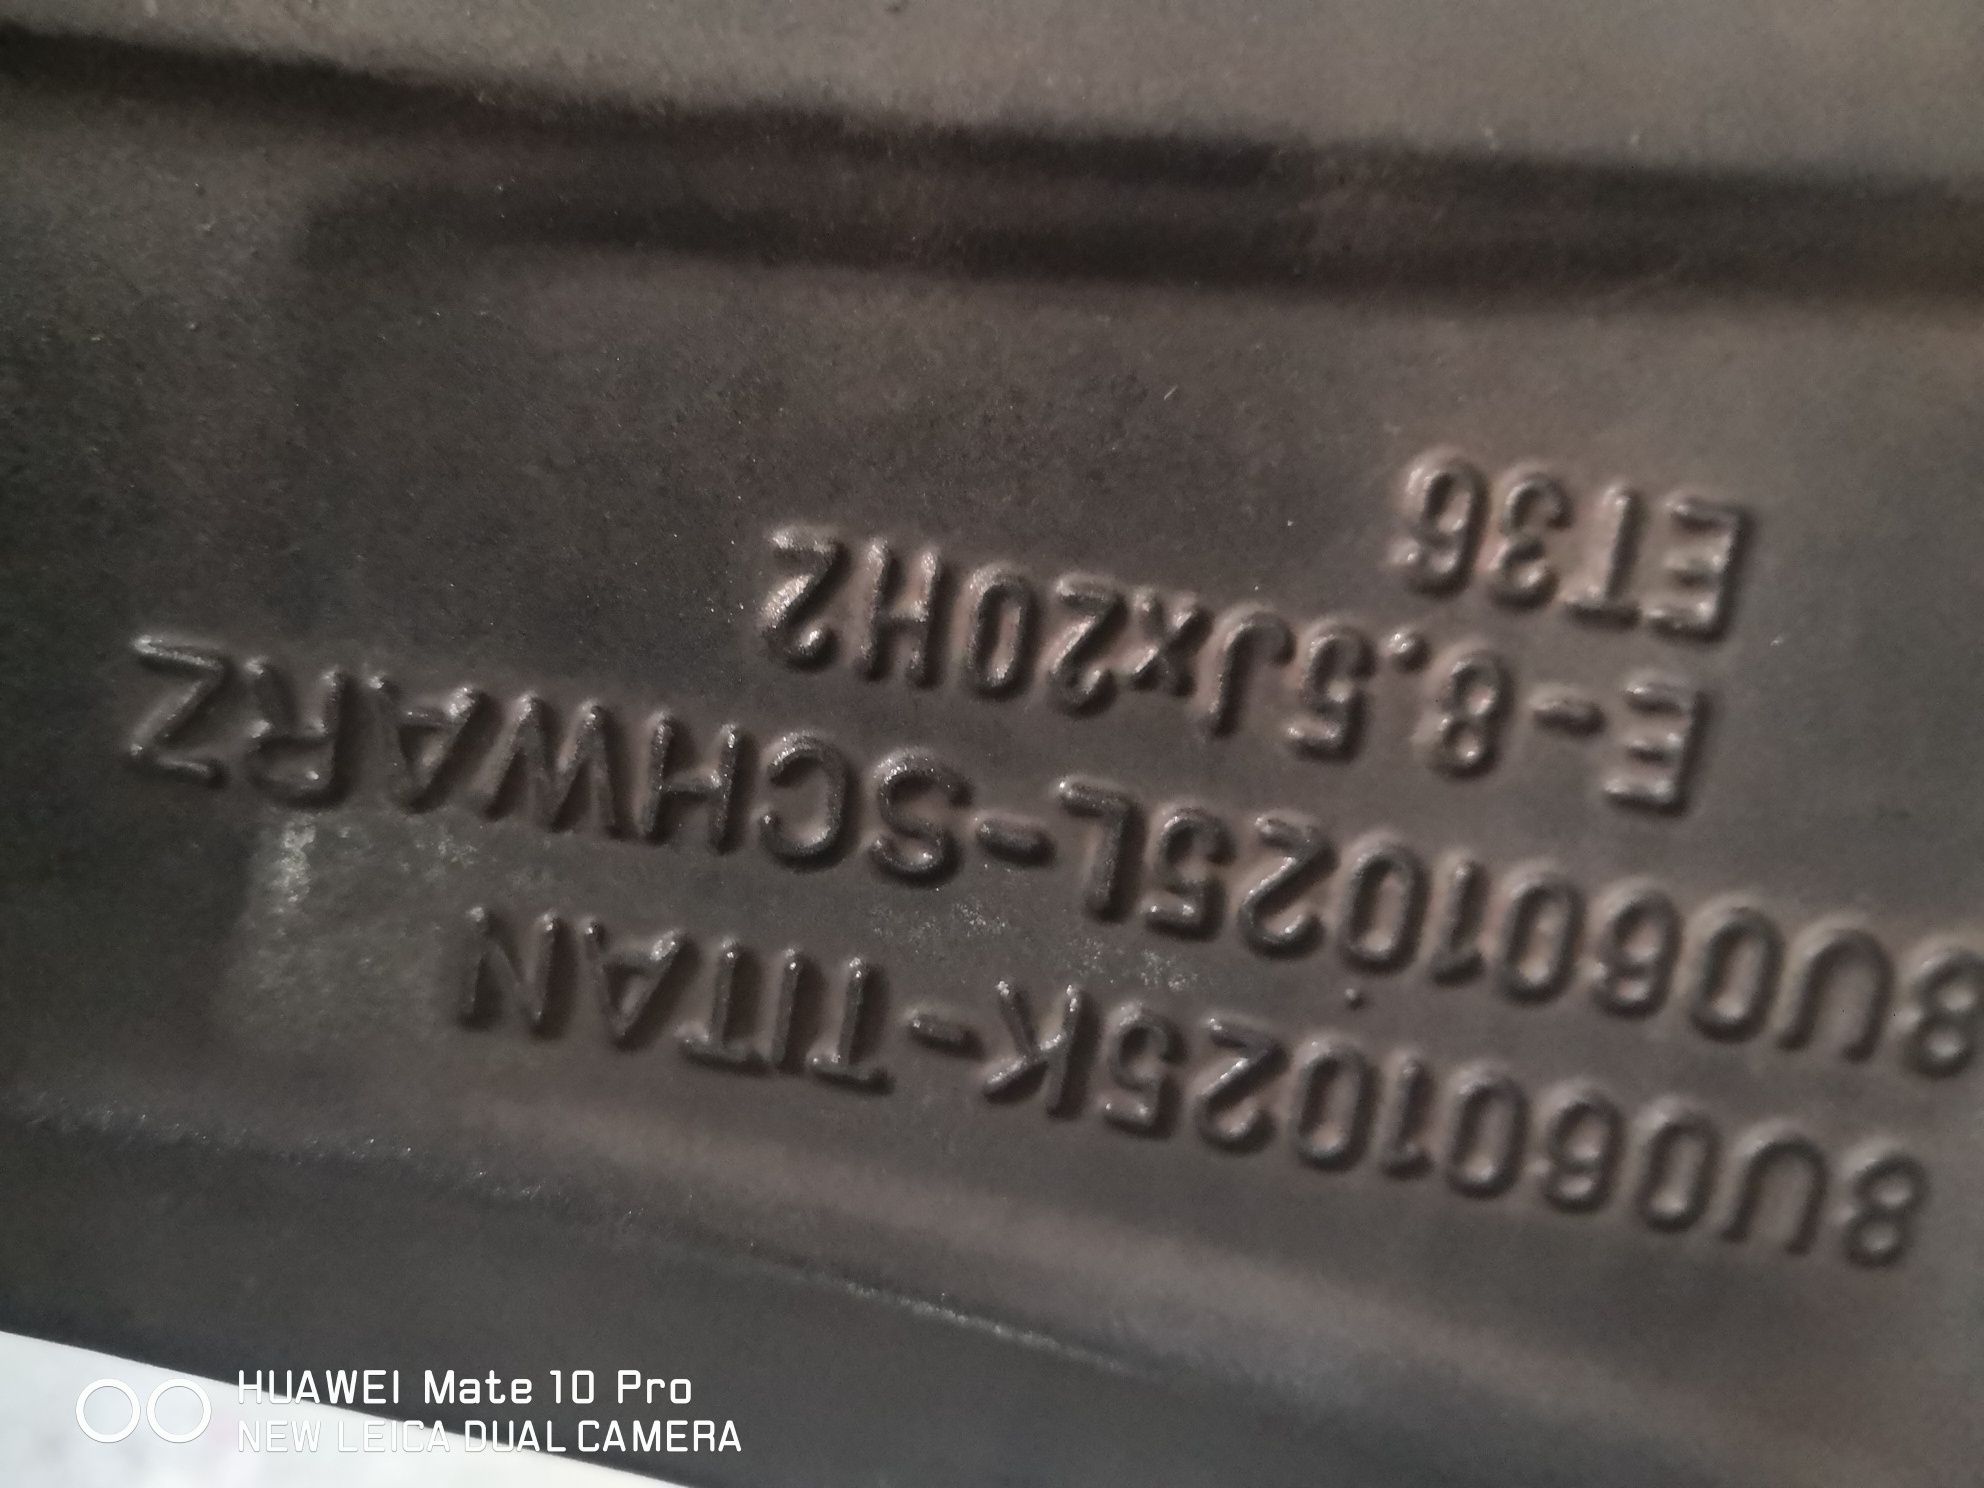 8U0601025K-TITAN
8U0601025L-SCHWARZ
E-8.5Jx20H2
ET36
HUAWEI Mate 10 Pro
NEW LEICA DUAL CAMERA